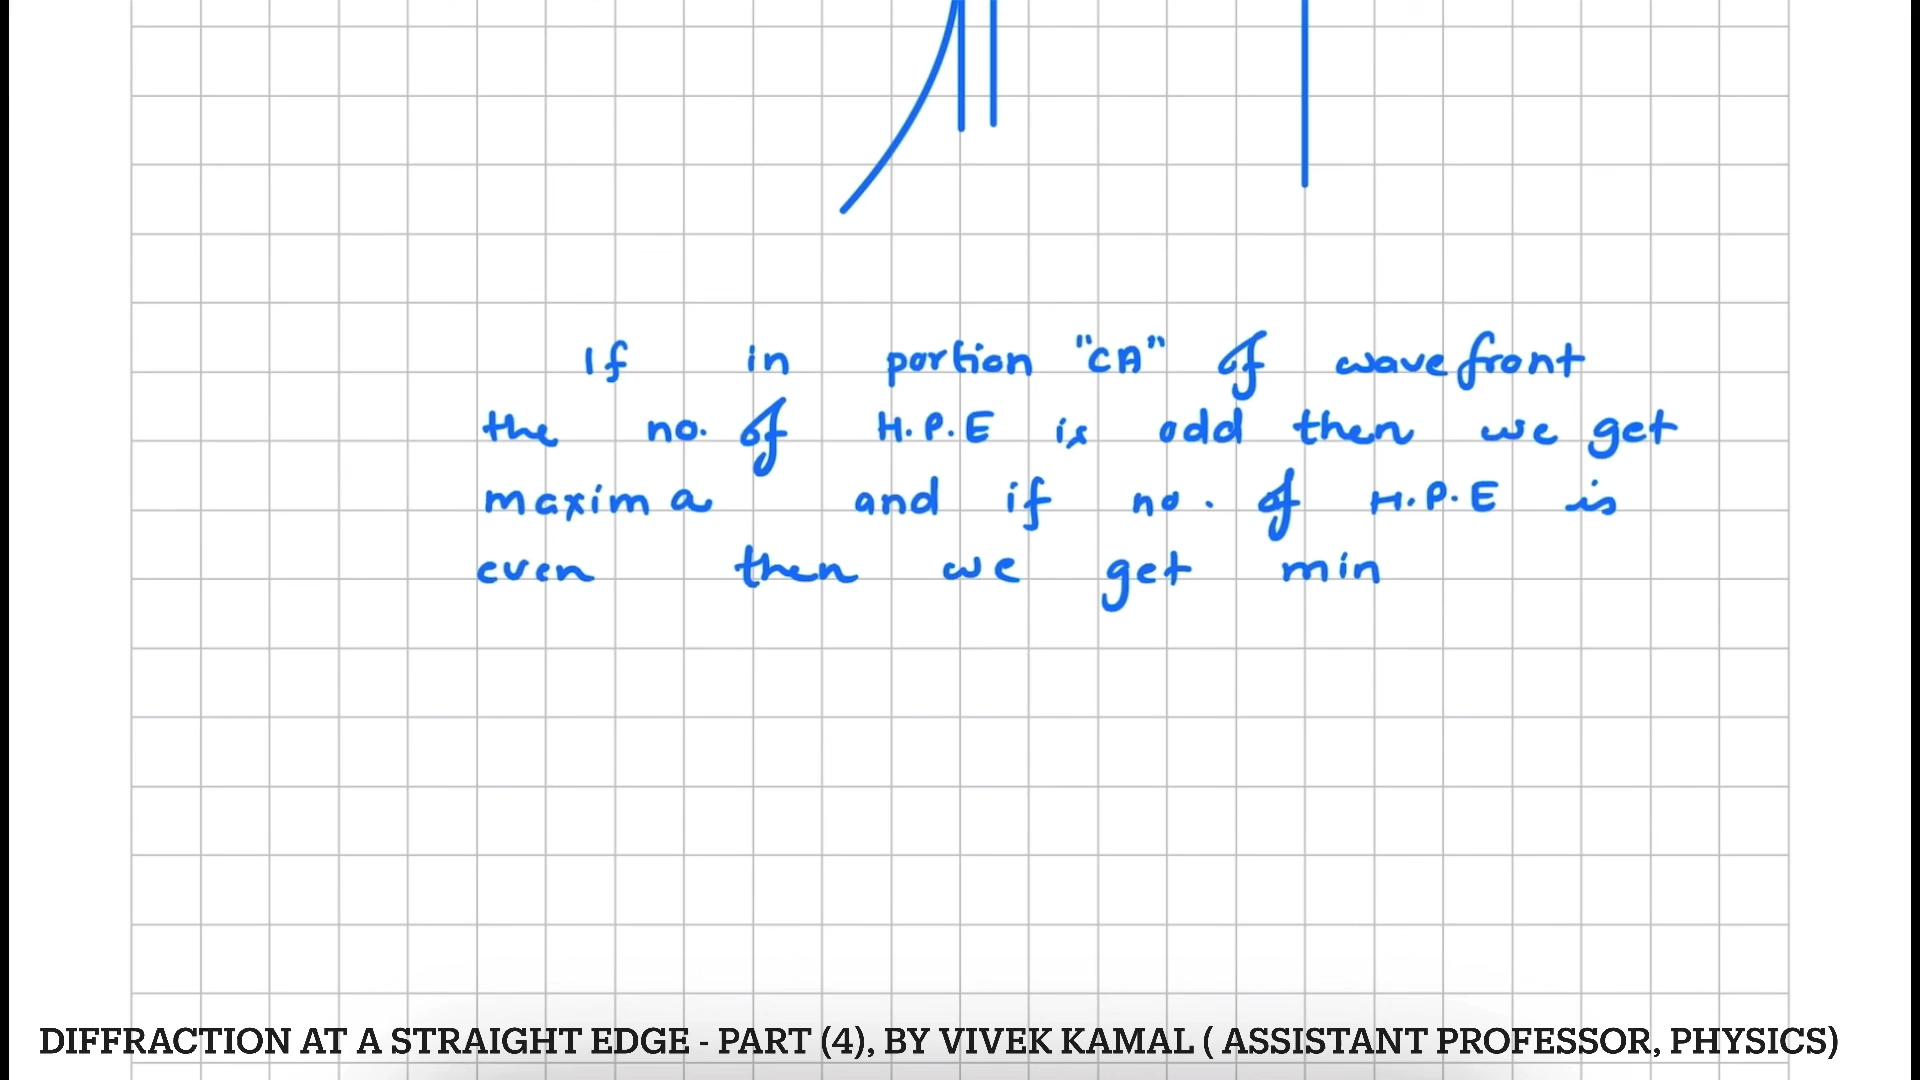 If in portion "CA" of wavefront
the no. of H.P.E is odd then we get
maxima and if no. of H.P.E is
even then we get min
DIFFRACTION AT A STRAIGHT EDGE - PART (4), BY VIVEK KAMAL ( ASSISTANT PROFESSOR, PHYSICS)